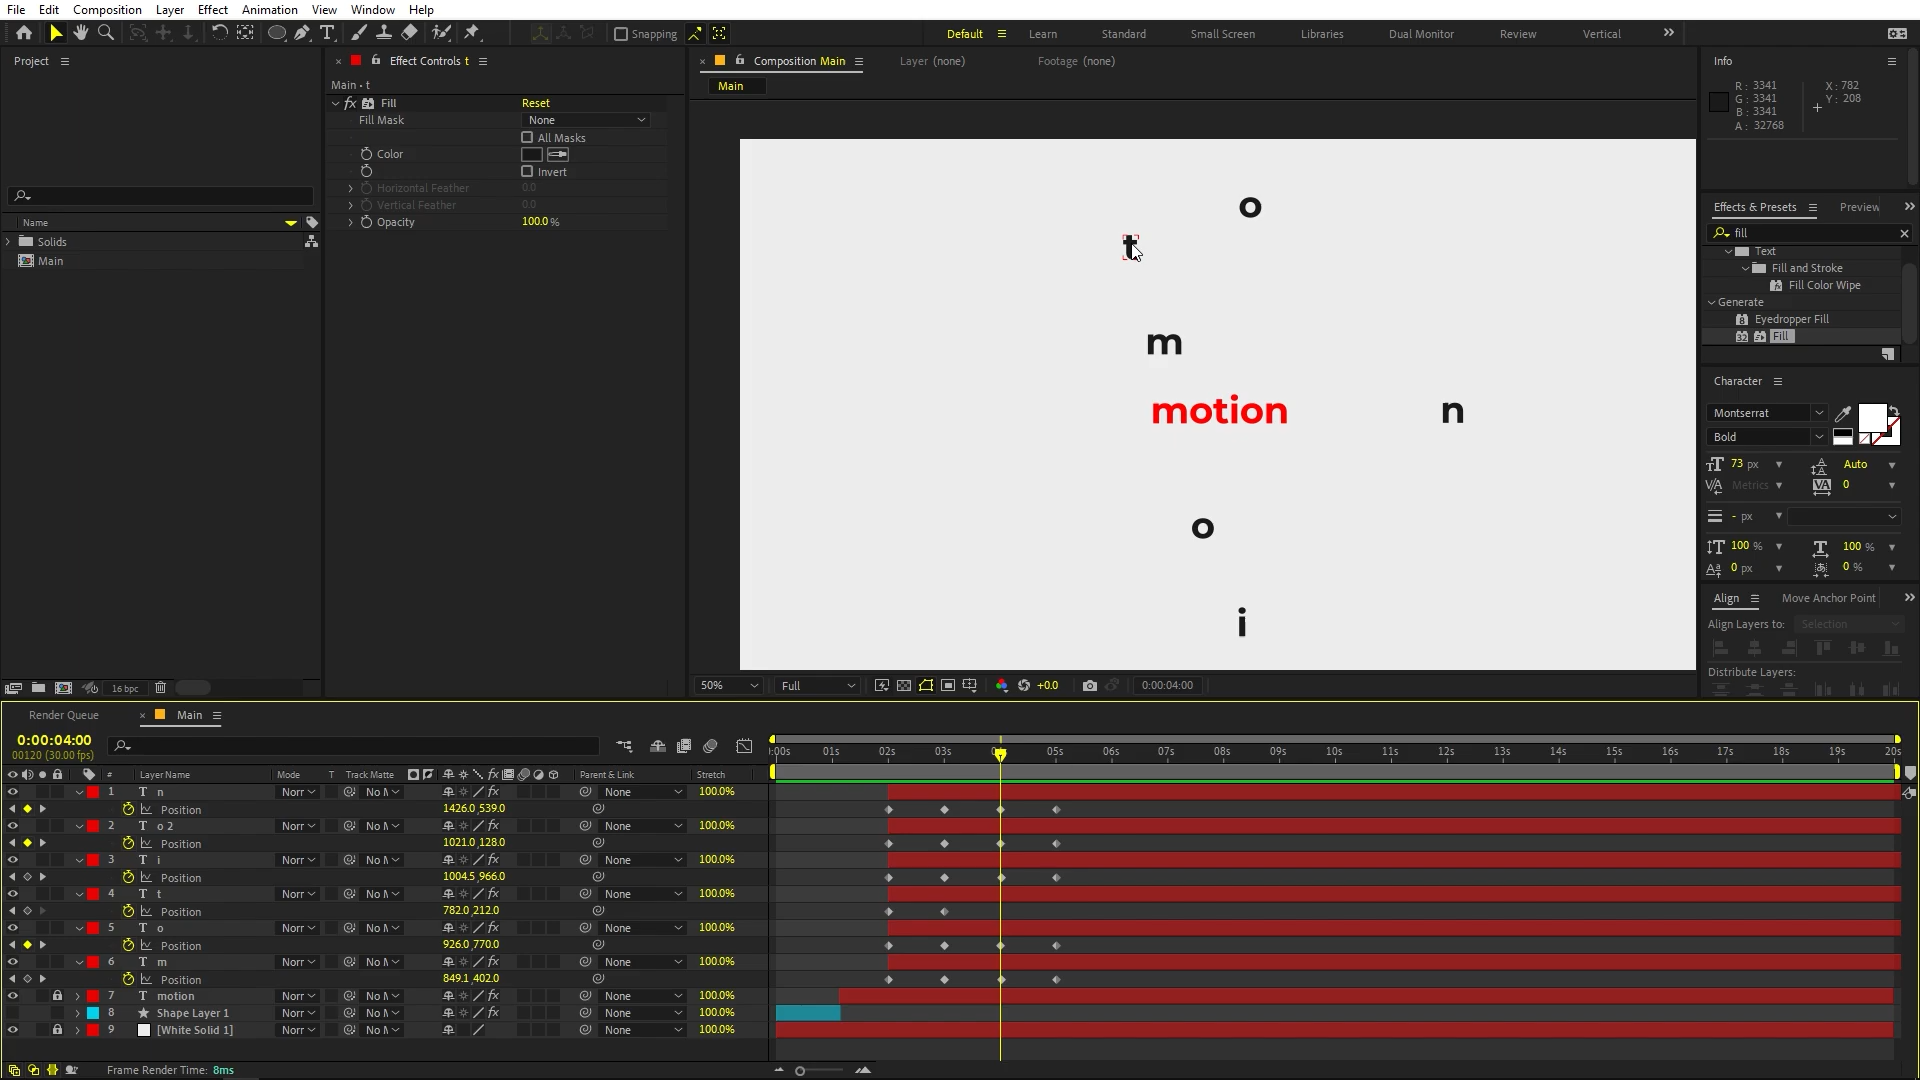 File Edit Composition Layer Effect Animation View Window Help
Snapping
Default Learn Standard Small Screen Libraries Dual Monitor Review Vertical
Project
Effect Controls t
Composition Main
Layer (none)
Footage (none)
Info
Main • t
Main
R: 3341
G: 3341
B: 3341
A: 32768
X: 782
Y: 208
fx Fill Reset
Fill Mask None
All Masks
Color
Invert
Horizontal Feather 0.0
Vertical Feather 0.0
Opacity 100.0 %
Name
Solids
Main
16 bpc
o
t
m
motion
n
o
i
50% Full +0.0 0:00:04:00
Effects & Presets Preview
fill
Text
Fill and Stroke
Fill Color Wipe
Generate
Eyedropper Fill
32 Fill
Character
Montserrat
Bold
73 px Auto
Metrics 0
- px
100 % 100 %
0 px 0 %
Align Move Anchor Point
Align Layers to: Selection
Distribute Layers:
Render Queue Main
0:00:04:00
00120 (30.00 fps)
:00s 01s 02s 03s 05s 06s 07s 08s 09s 10s 11s 12s 13s 14s 15s 16s 17s 18s 19s 20s
# Layer Name Mode T Track Matte Parent & Link Stretch
1 T n Norr No M None 100.0%
Position 1426.0,539.0
2 T o 2 Norr No M None 100.0%
Position 1021.0,128.0
3 T i Norr No M None 100.0%
Position 1004.5,966.0
4 T t Norr No M None 100.0%
Position 782.0,212.0
5 T o Norr No M None 100.0%
Position 926.0,770.0
6 T m Norr No M None 100.0%
Position 849.1,402.0
7 T motion Norr No M None 100.0%
8 Shape Layer 1 Norr No M None 100.0%
9 [White Solid 1] Norr No M None 100.0%
Frame Render Time: 8ms